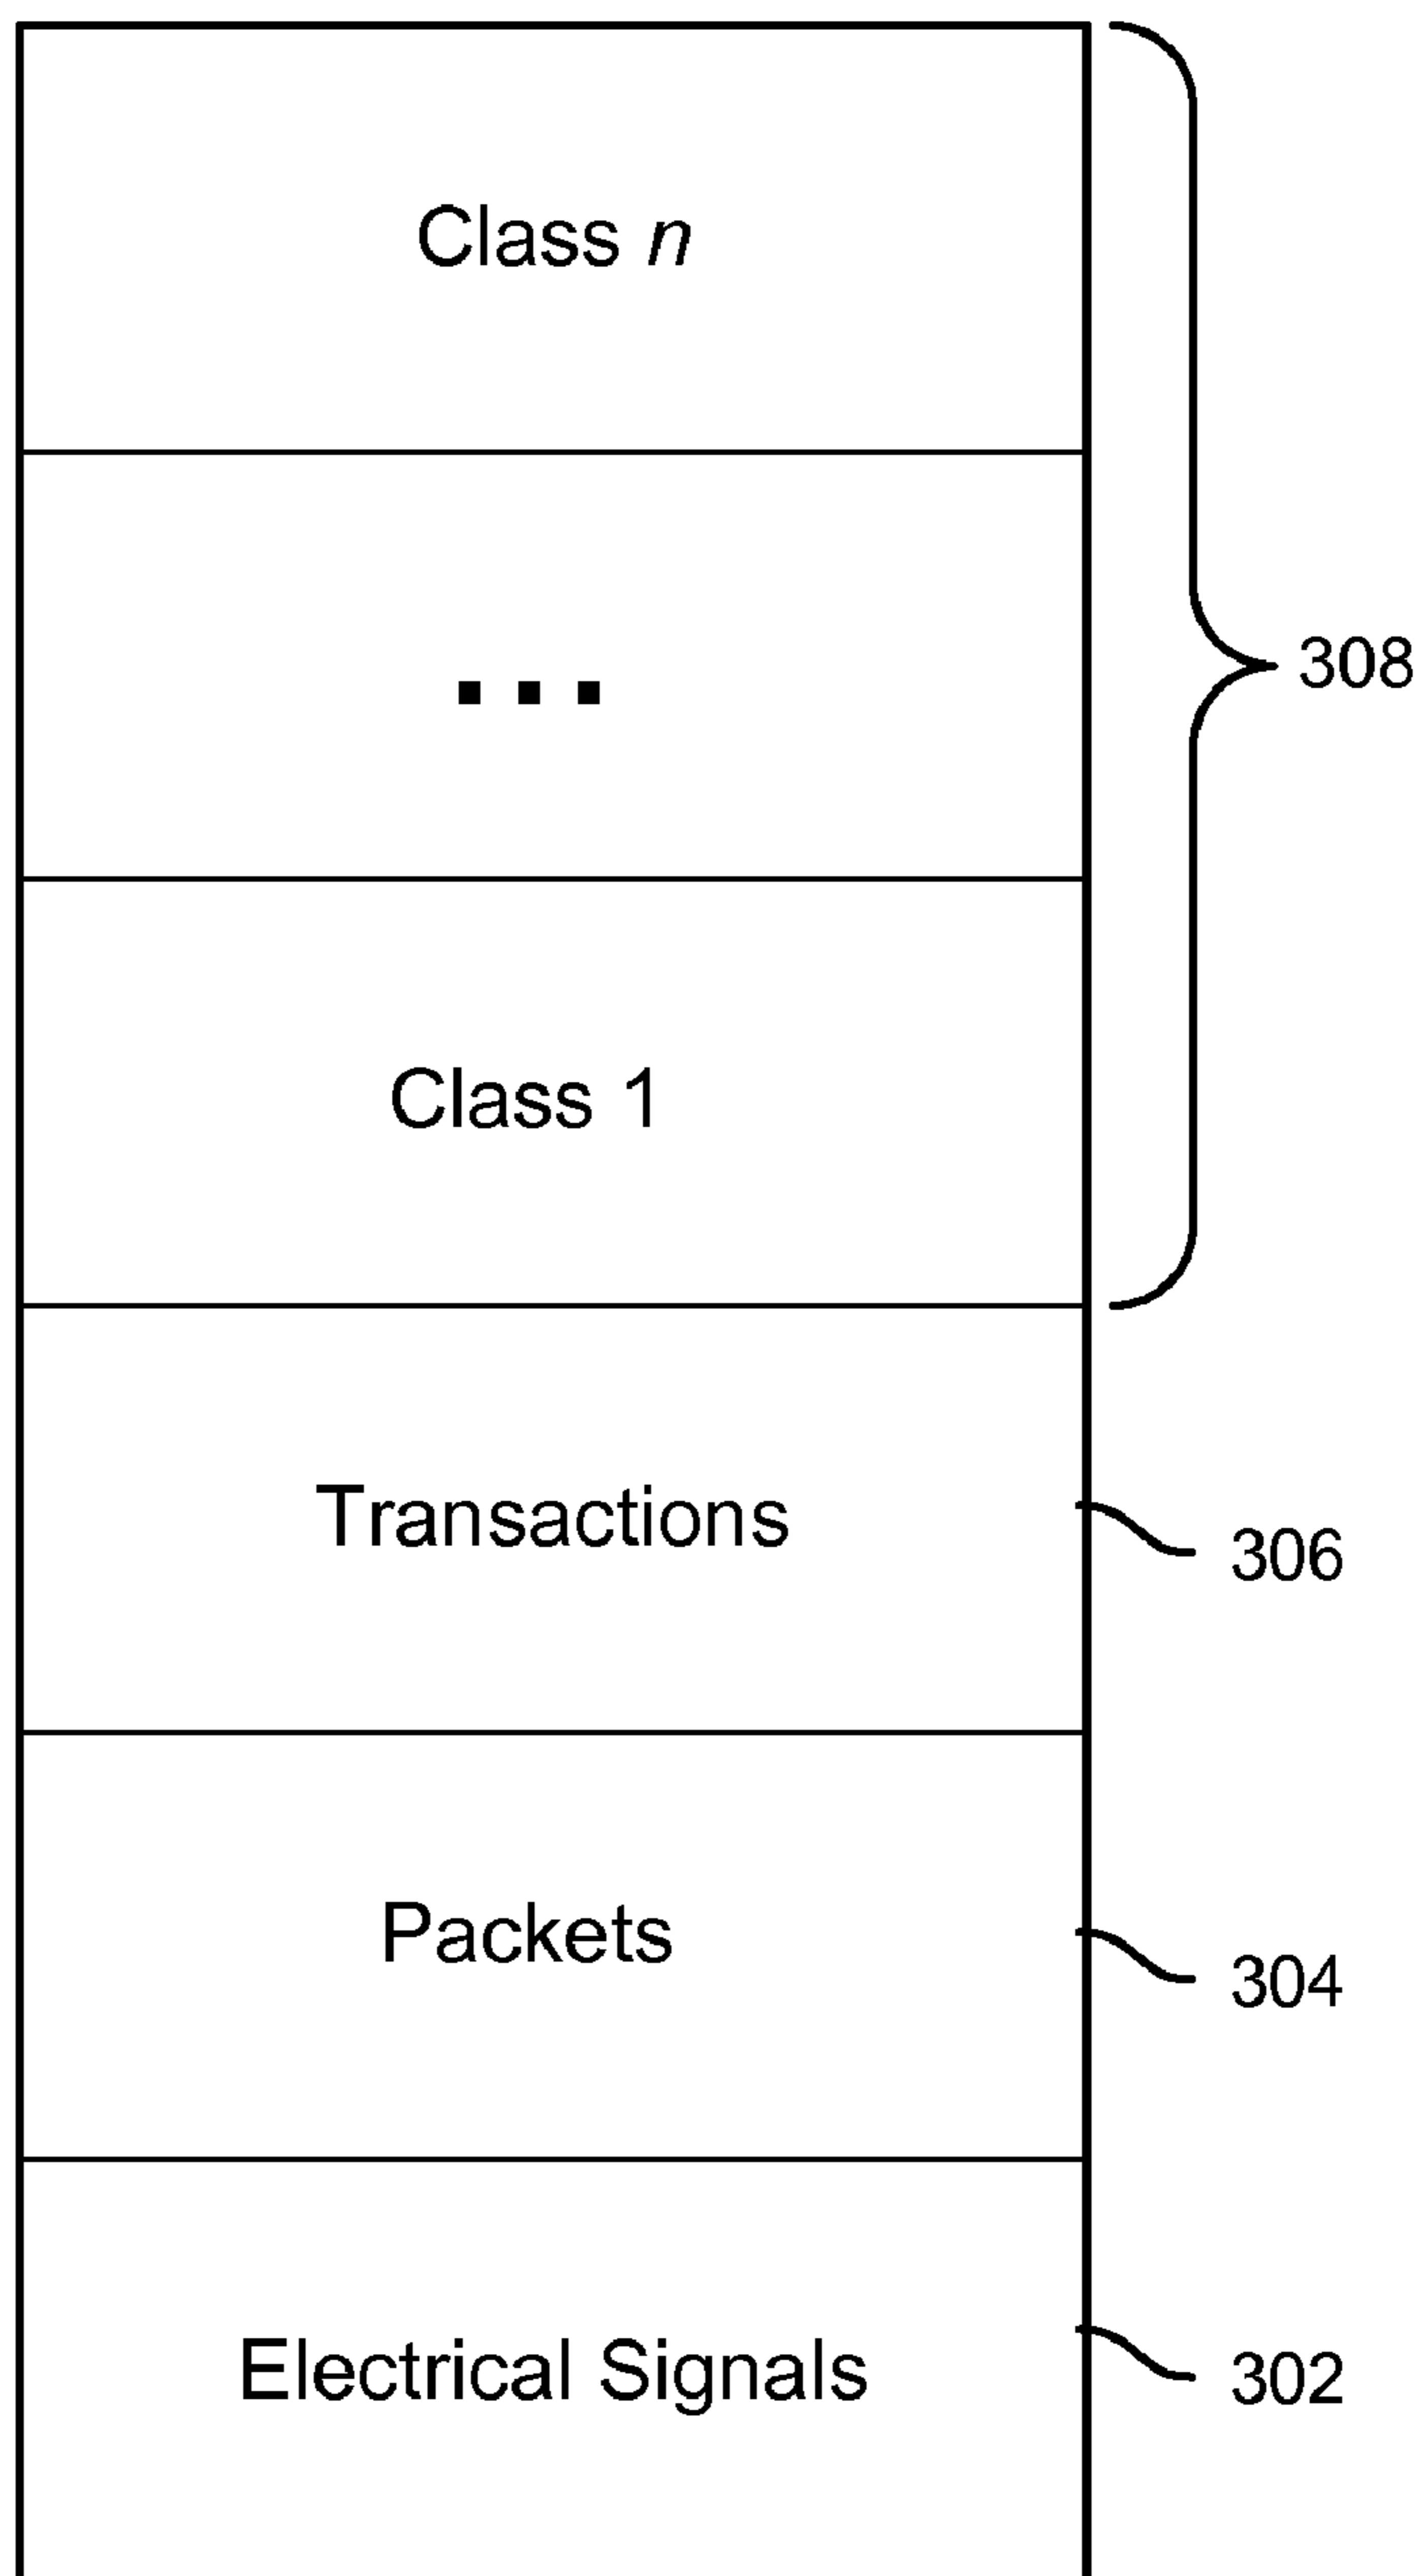 Class n
...
308
Class 1
Transactions
306
Packets
304
Electrical Signals
302